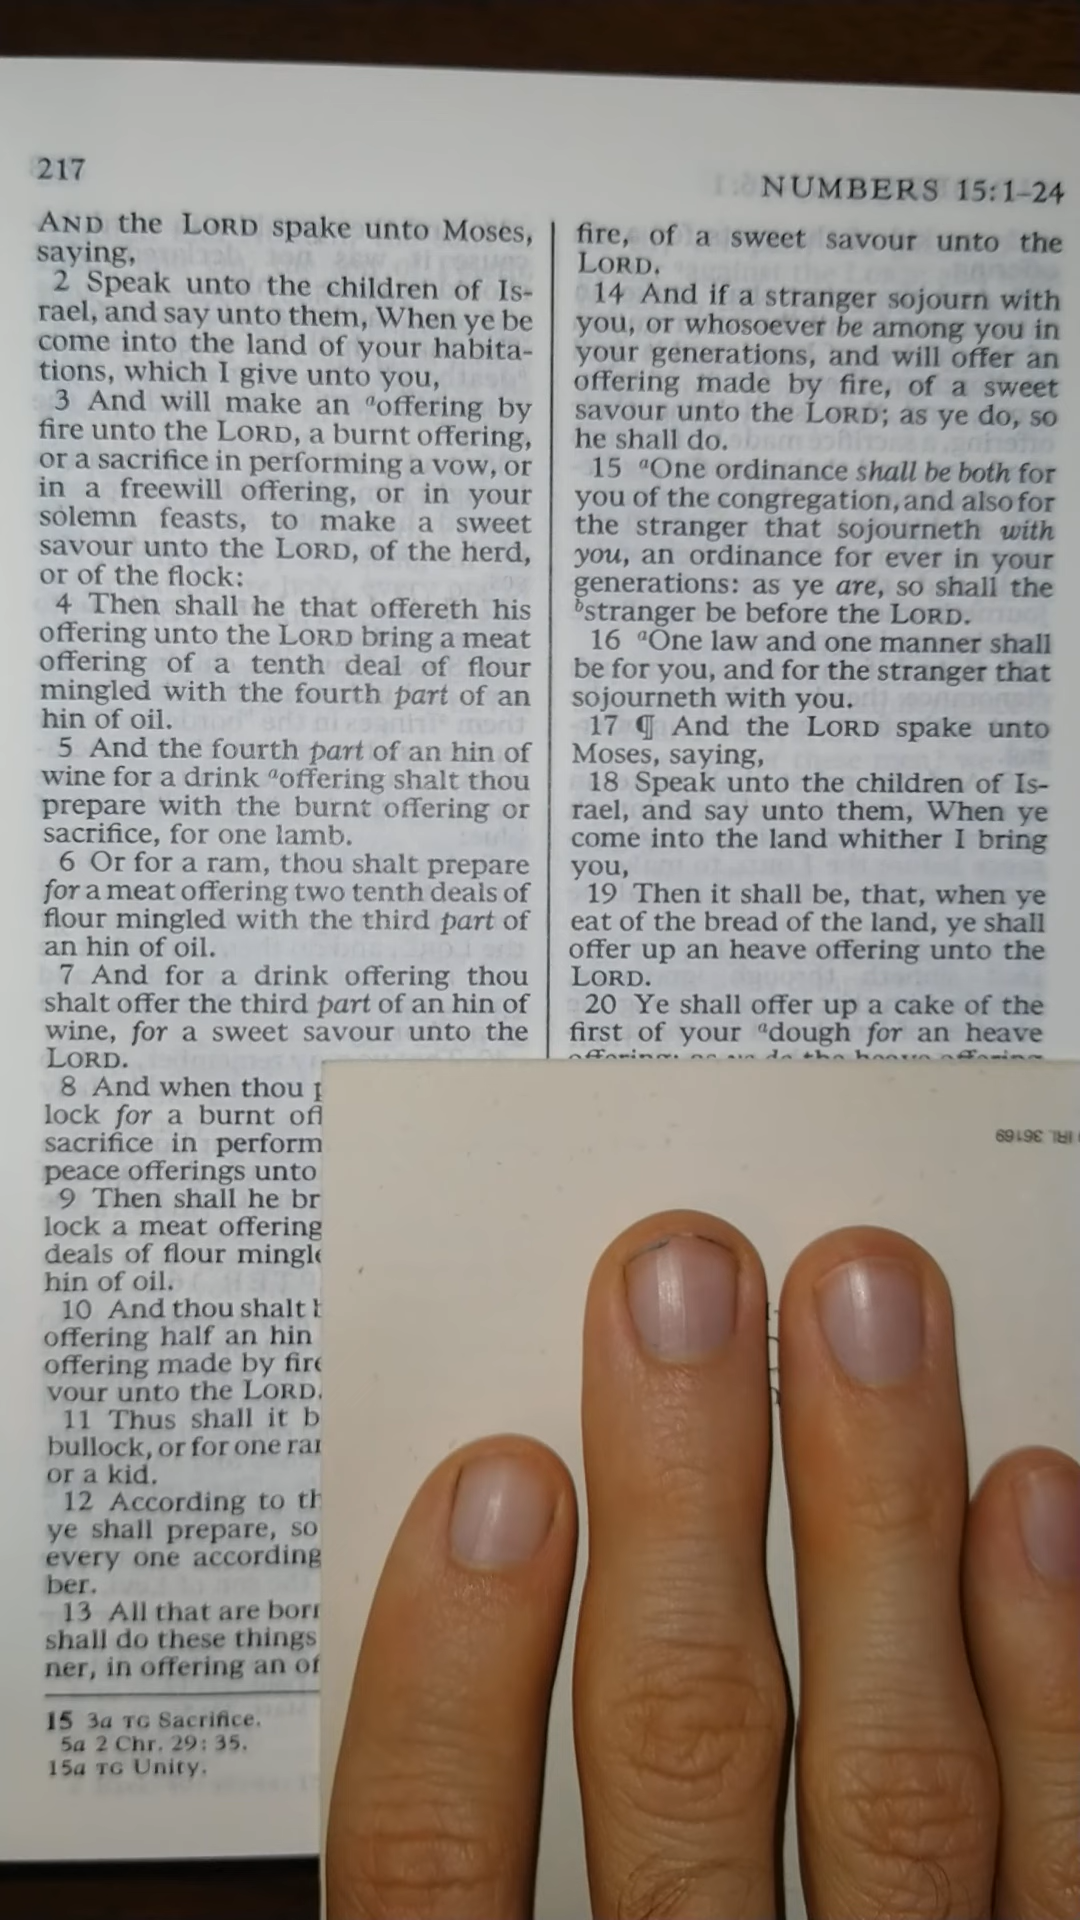 217
NUMBERS 15:1–24
AND the LORD spake unto Moses,
saying,
2 Speak unto the children of Is-
rael, and say unto them, When ye be
come into the land of your habita-
tions, which I give unto you,
3 And will make an aoffering by
fire unto the LORD, a burnt offering,
or a sacrifice in performing a vow, or
in a freewill offering, or in your
solemn feasts, to make a sweet
savour unto the LORD, of the herd,
or of the flock:
4 Then shall he that offereth his
offering unto the LORD bring a meat
offering of a tenth deal of flour
mingled with the fourth part of an
hin of oil.
5 And the fourth part of an hin of
wine for a drink aoffering shalt thou
prepare with the burnt offering or
sacrifice, for one lamb.
6 Or for a ram, thou shalt prepare
for a meat offering two tenth deals of
flour mingled with the third part of
an hin of oil.
7 And for a drink offering thou
shalt offer the third part of an hin of
wine, for a sweet savour unto the
LORD.
8 And when thou
lock for a burnt
sacrifice in perform
peace offerings unto
9 Then shall he br
lock a meat offering
deals of flour
hin of oil.
10 And thou shalt
offering half an hin
offering made by fire
vour unto the LORD.
11 Thus shall it b
bullock, or for one
or a kid.
12 According to
ye shall prepare, so
every one according
ber.
13 All that are
shall do these things
ner, in offering an
15 3a TG Sacrifice.
5a 2 Chr. 29:35.
15a TG Unity.
fire, of a sweet savour unto the
LORD.
14 And if a stranger sojourn with
you, or whosoever be among you in
your generations, and will offer an
offering made by fire, of a sweet
savour unto the LORD; as ye do, so
he shall do.
15 aOne ordinance shall be both for
you of the congregation, and also for
the stranger that sojourneth with
you, an ordinance for ever in your
generations: as ye are, so shall the
bstranger be before the LORD.
16 aOne law and one manner shall
be for you, and for the stranger that
sojourneth with you.
17 ¶ And the LORD spake unto
Moses, saying,
18 Speak unto the children of Is-
rael, and say unto them, When ye
come into the land whither I bring
you,
19 Then it shall be, that, when ye
eat of the bread of the land, ye shall
offer up an heave offering unto the
LORD.
20 Ye shall offer up a cake of the
first of your adough for an heave
offering: as ye do the heave offering
IRI. 36169